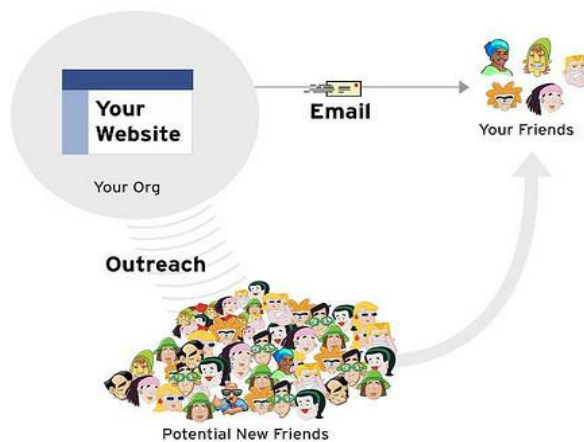 Your
Website
Your Org
Email
Your Friends
Outreach
Potential New Friends